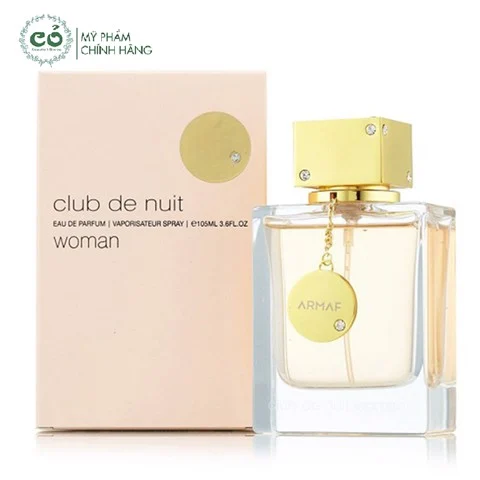 CỎ
MỸ PHẨM
CHÍNH HÃNG
club de nuit
EAU DE PARFUM | VAPORISATEUR SPRAY | ℮105ML 3.6FL.OZ
woman
ARMAF